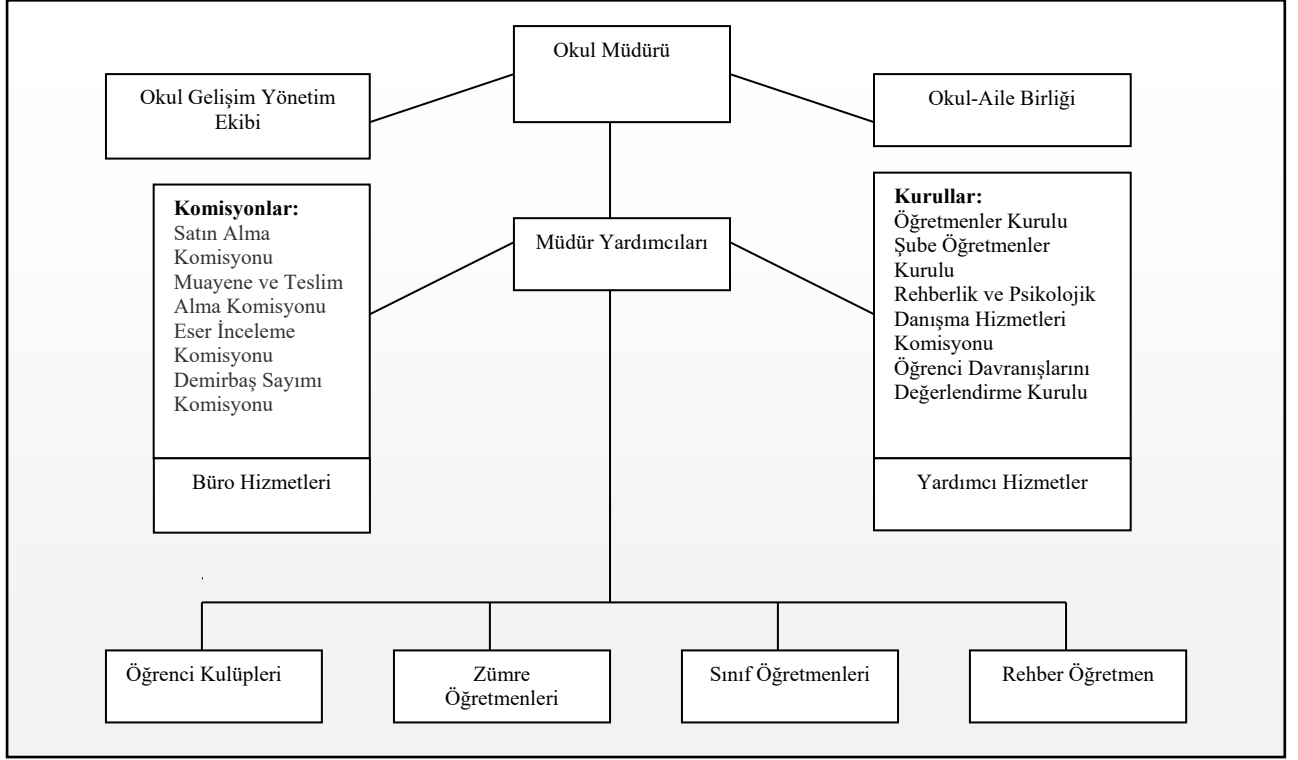 Okul Müdürü
Okul Gelişim Yönetim
Ekibi
Okul-Aile Birliği
Komisyonlar:
Satın Alma
Komisyonu
Muayene ve Teslim
Alma Komisyonu
Eser İnceleme
Komisyonu
Demirbaş Sayımı
Komisyonu
Müdür Yardımcıları
Kurullar:
Öğretmenler Kurulu
Şube Öğretmenler
Kurulu
Rehberlik ve Psikolojik
Danışma Hizmetleri
Komisyonu
Öğrenci Davranışlarını
Değerlendirme Kurulu
Büro Hizmetleri
Yardımcı Hizmetler
Öğrenci Kulüpleri
Zümre
Öğretmenleri
Sınıf Öğretmenleri
Rehber Öğretmen